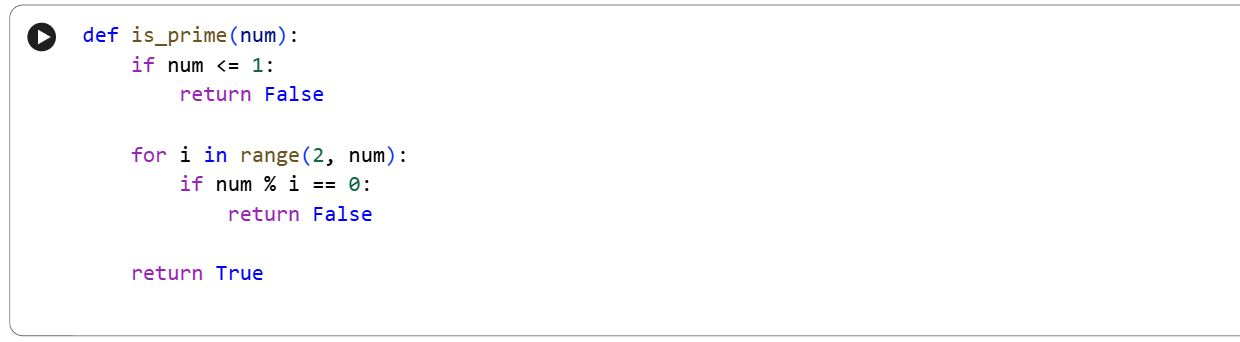 def is_prime(num):
    if num <= 1:
        return False
    for i in range(2, num):
        if num % i == 0:
            return False
    return True